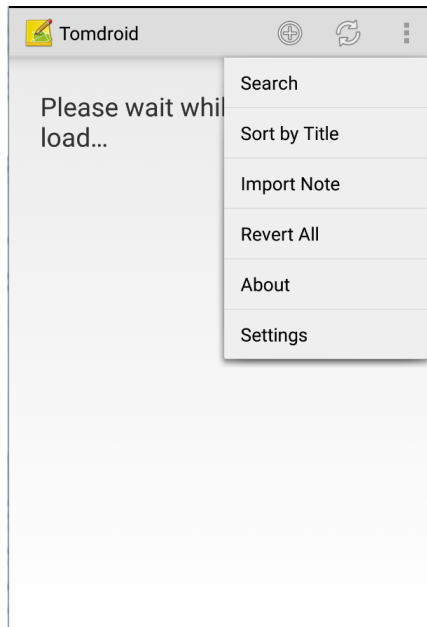 Tomdroid
Please wait whil
load…
Search
Sort by Title
Import Note
Revert All
About
Settings